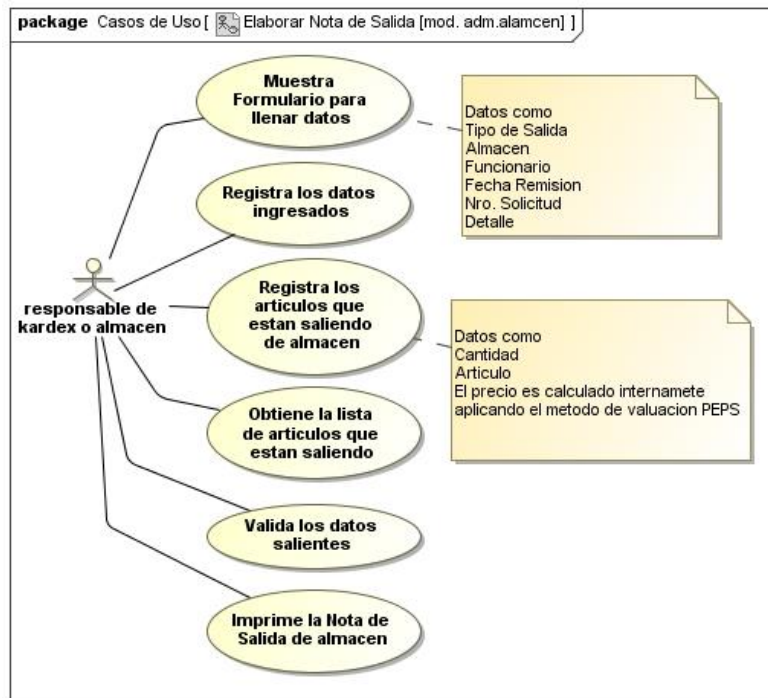 package Casos de Uso [ Elaborar Nota de Salida [mod. adm.alamcen] ]
Muestra
Formulario para
llenar datos
Datos como
Tipo de Salida
Almacen
Funcionario
Fecha Remision
Nro. Solicitud
Detalle
Registra los datos
ingresados
responsable de
kardex o almacen
Registra los
articulos que
estan saliendo
de almacen
Datos como
Cantidad
Articulo
El precio es calculado internamete
aplicando el metodo de valuacion PEPS
Obtiene la lista
de articulos que
estan saliendo
Valida los datos
salientes
Imprime la Nota de
Salida de almacen